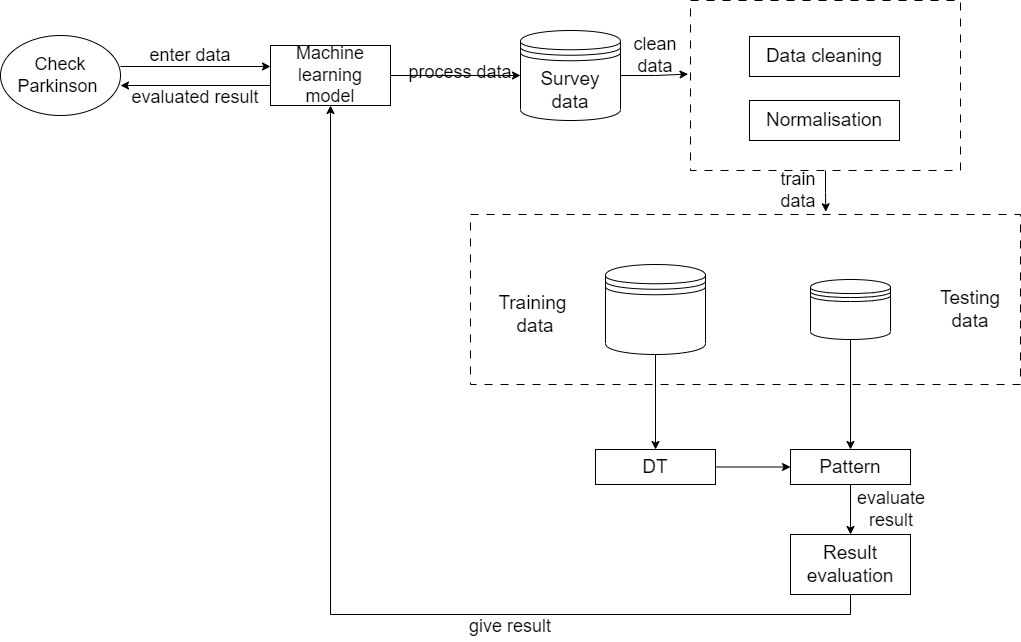 Check
Parkinson
enter data
evaluated result
Machine
learning
model
process data
Survey
data
clean
data
Data cleaning
Normalisation
train
data
Training
data
Testing
data
DT
Pattern
evaluate
result
Result
evaluation
give result